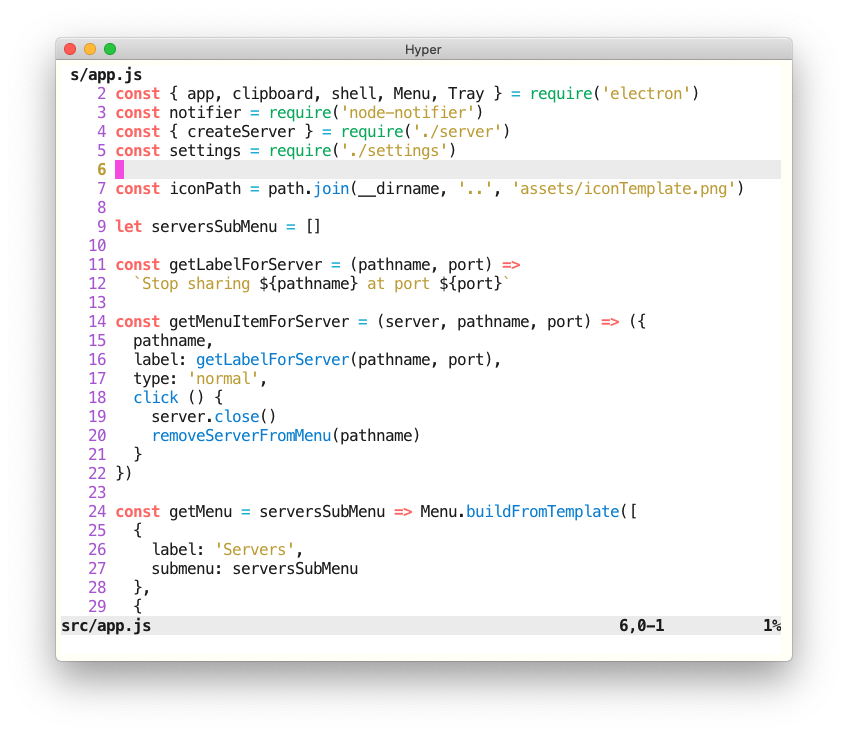 Hyper
s/app.js
2 const { app, clipboard, shell, Menu, Tray } = require('electron')
3 const notifier = require('node-notifier')
4 const { createServer } = require('./server')
5 const settings = require('./settings')
6
7 const iconPath = path.join(__dirname, '..', 'assets/iconTemplate.png')
8
9 let serversSubMenu = []
10
11 const getLabelForServer = (pathname, port) =>
12   `Stop sharing ${pathname} at port ${port}`
13
14 const getMenuItemForServer = (server, pathname, port) => ({
15   pathname,
16   label: getLabelForServer(pathname, port),
17   type: 'normal',
18   click () {
19     server.close()
20     removeServerFromMenu(pathname)
21   }
22 })
23
24 const getMenu = serversSubMenu => Menu.buildFromTemplate([
25   {
26     label: 'Servers',
27     submenu: serversSubMenu
28   },
29   {
src/app.js 6,0-1 1%